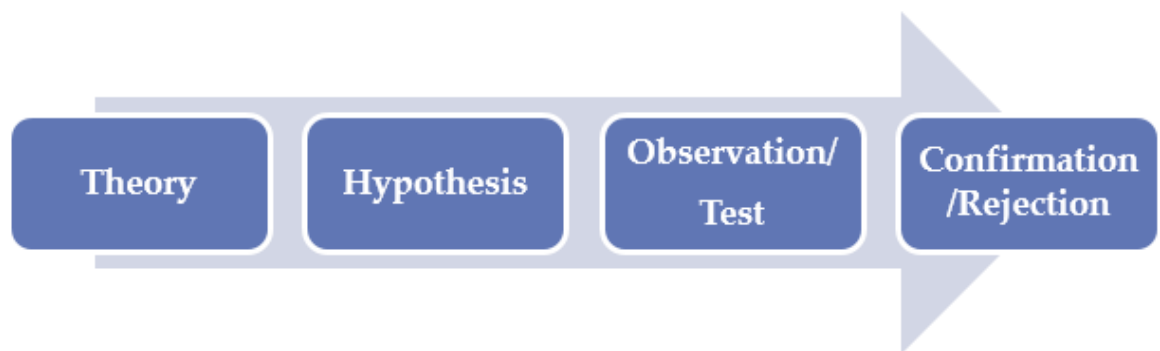 Theory
Hypothesis
Observation/
Test
Confirmation
/Rejection